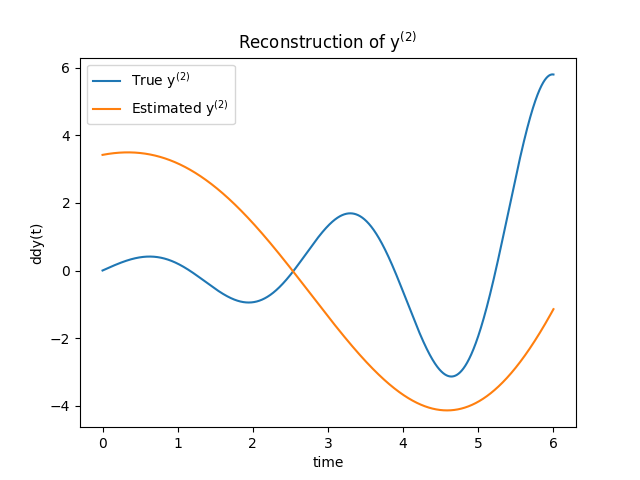 Reconstruction of y⁽²⁾
True y⁽²⁾
Estimated y⁽²⁾
6
4
2
0
−2
−4
ddy(t)
0 1 2 3 4 5 6
time